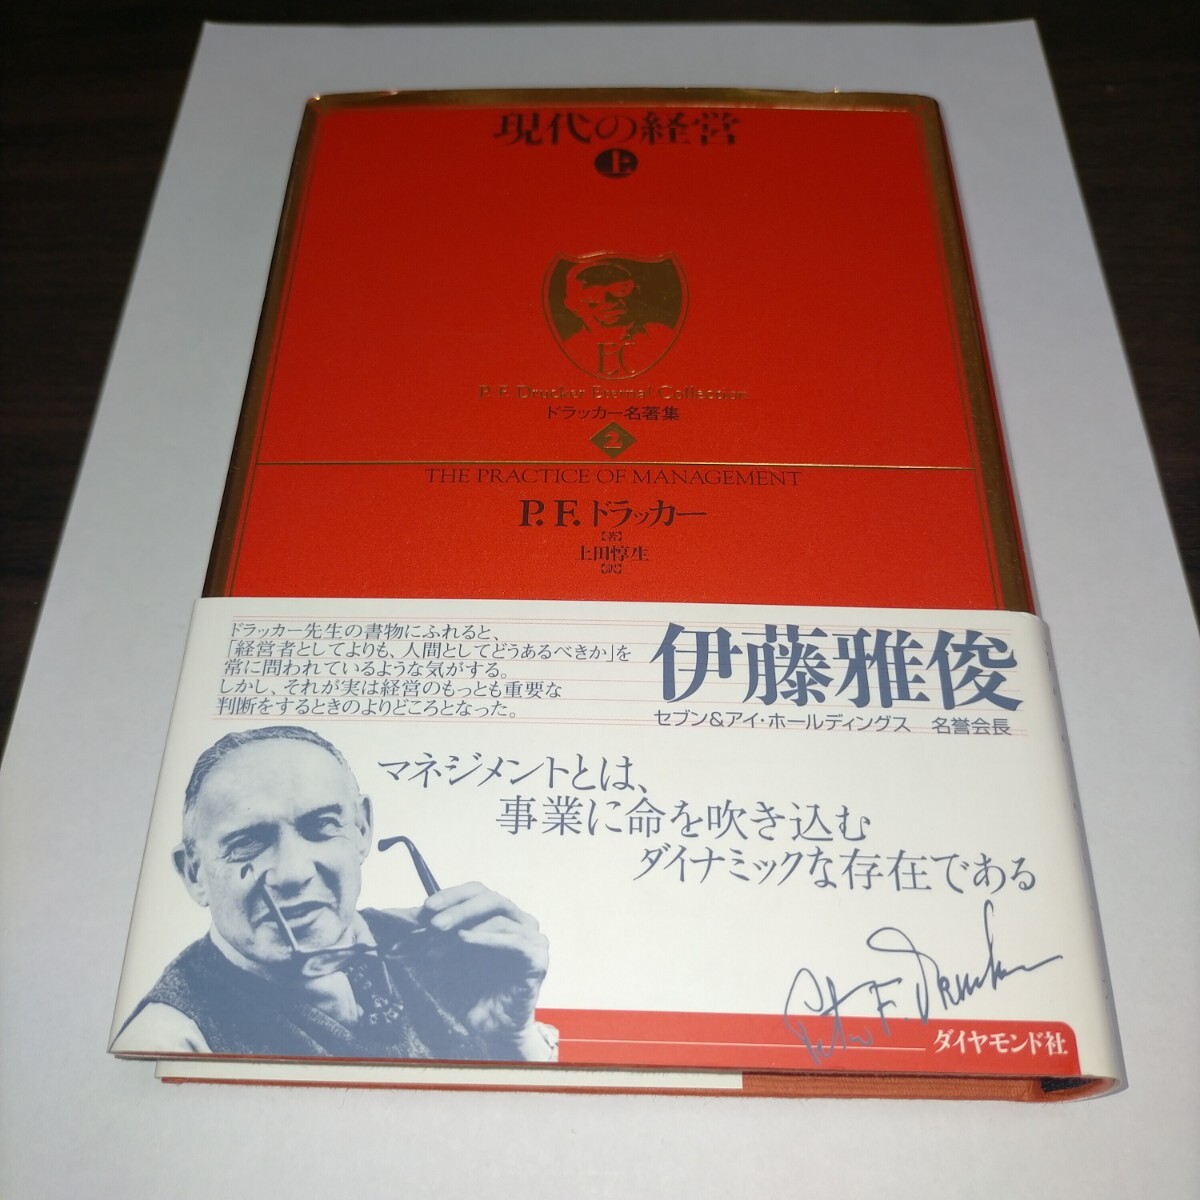 現代の経営
上
E.C.
P. F. Drucker Eternal Collection
ドラッカー名著集
2
THE PRACTICE OF MANAGEMENT
P. F. ドラッカー
【著】
上田惇生
【訳】
ドラッカー先生の書物にふれると、
「経営者としてよりも、人間としてどうあるべきか」を
常に問われているような気がする。
しかし、それが実は経営のもっとも重要な
判断をするときのよりどころとなった。
伊藤雅俊
セブン&アイ・ホールディングス 名誉会長
マネジメントとは、
事業に命を吹き込む
ダイナミックな存在である
Peter F. Drucker
ダイヤモンド社